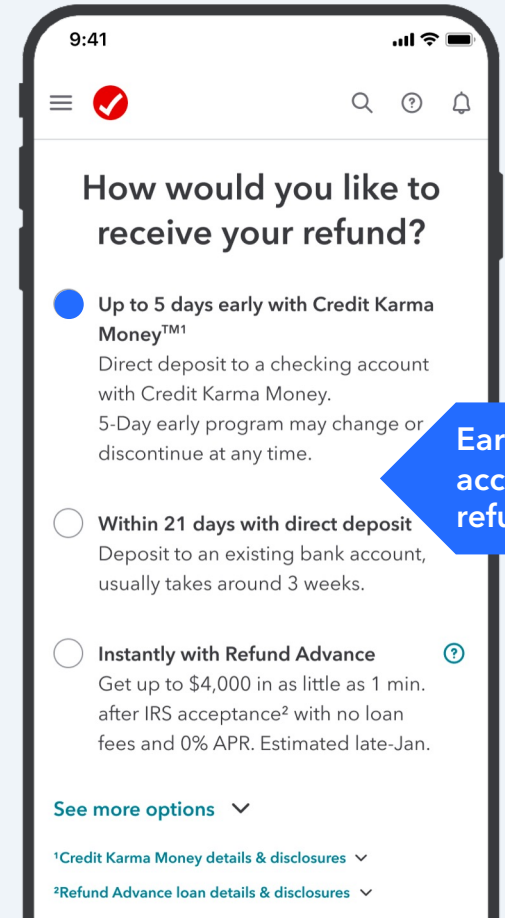 9:41
How would you like to
receive your refund?
Up to 5 days early with Credit Karma
Money™¹
Direct deposit to a checking account
with Credit Karma Money.
5-Day early program may change or
discontinue at any time.
Within 21 days with direct deposit
Deposit to an existing bank account,
usually takes around 3 weeks.
Instantly with Refund Advance
Get up to $4,000 in as little as 1 min.
after IRS acceptance² with no loan
fees and 0% APR. Estimated late-Jan.
See more options
¹Credit Karma Money details & disclosures
²Refund Advance loan details & disclosures